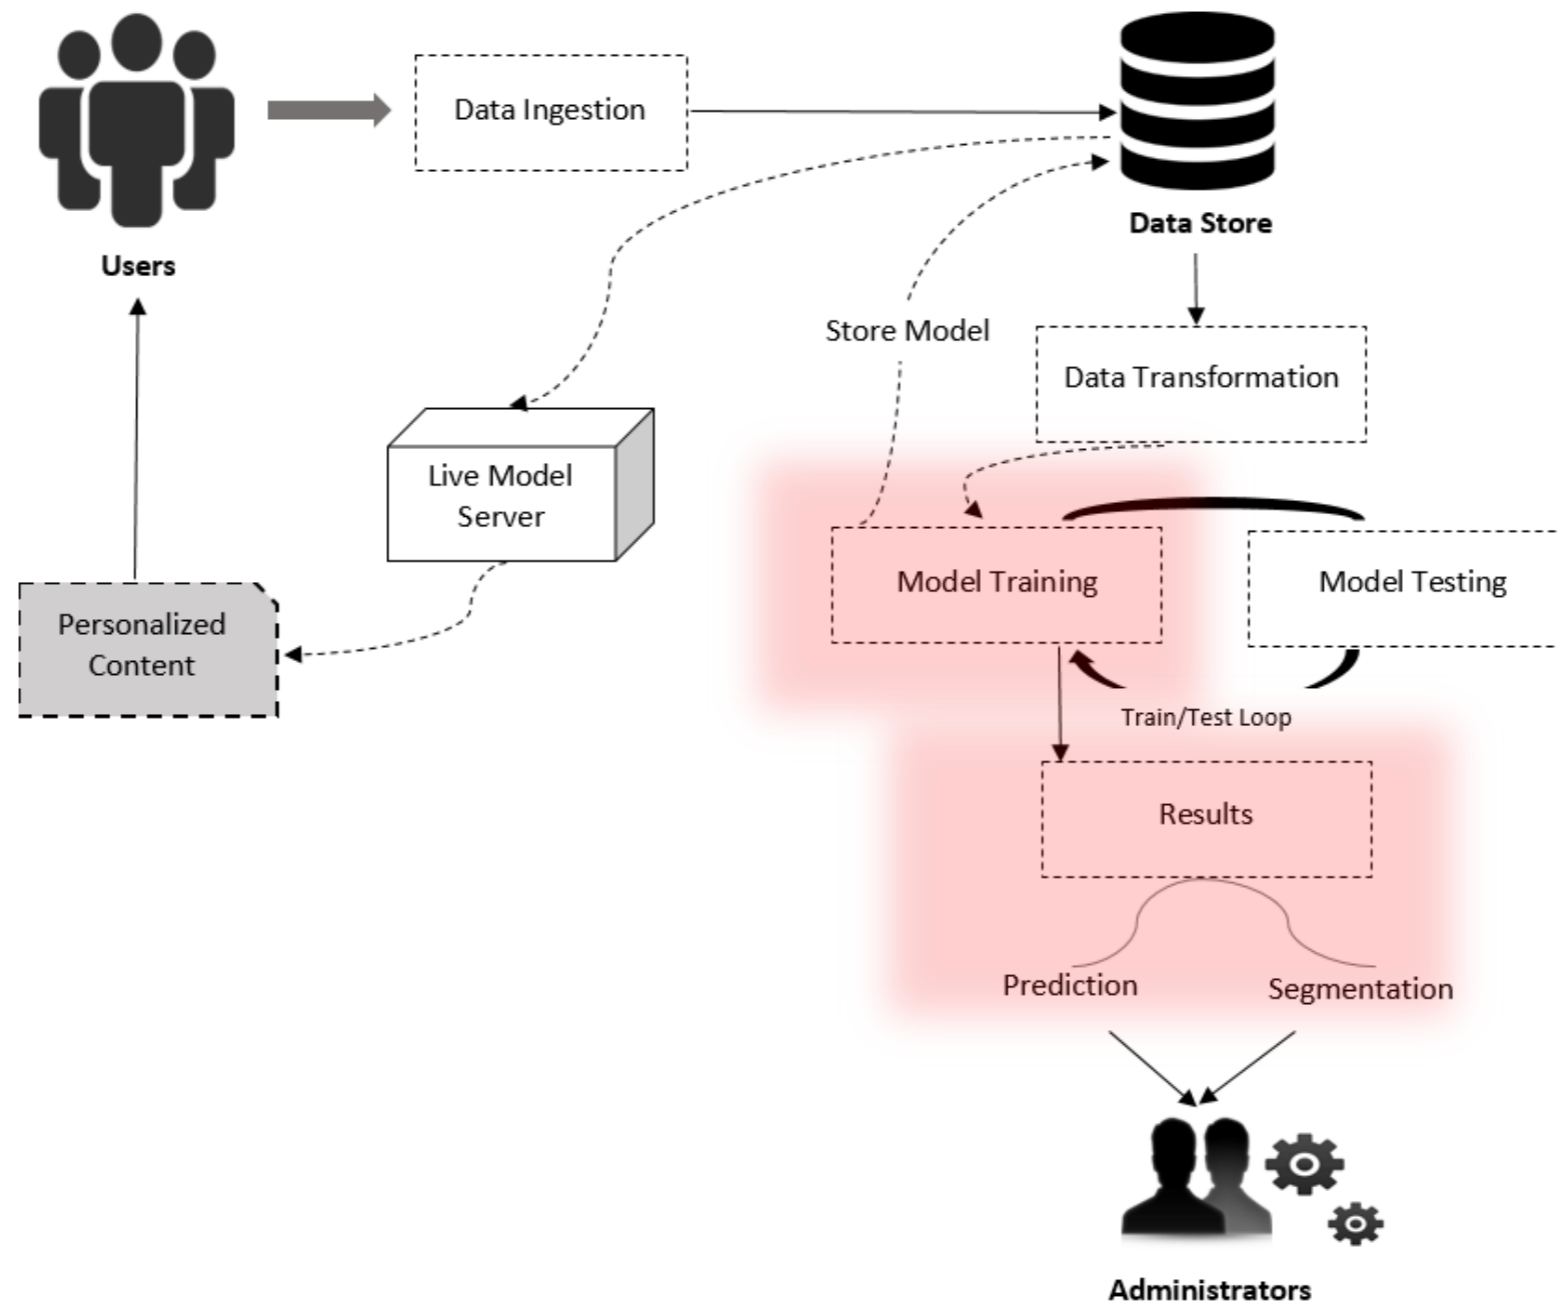 Data Ingestion
Data Store
Users
Store Model
Data Transformation
Live Model
Server
Model Training
Model Testing
Personalized
Content
Train/Test Loop
Results
Prediction
Segmentation
Administrators